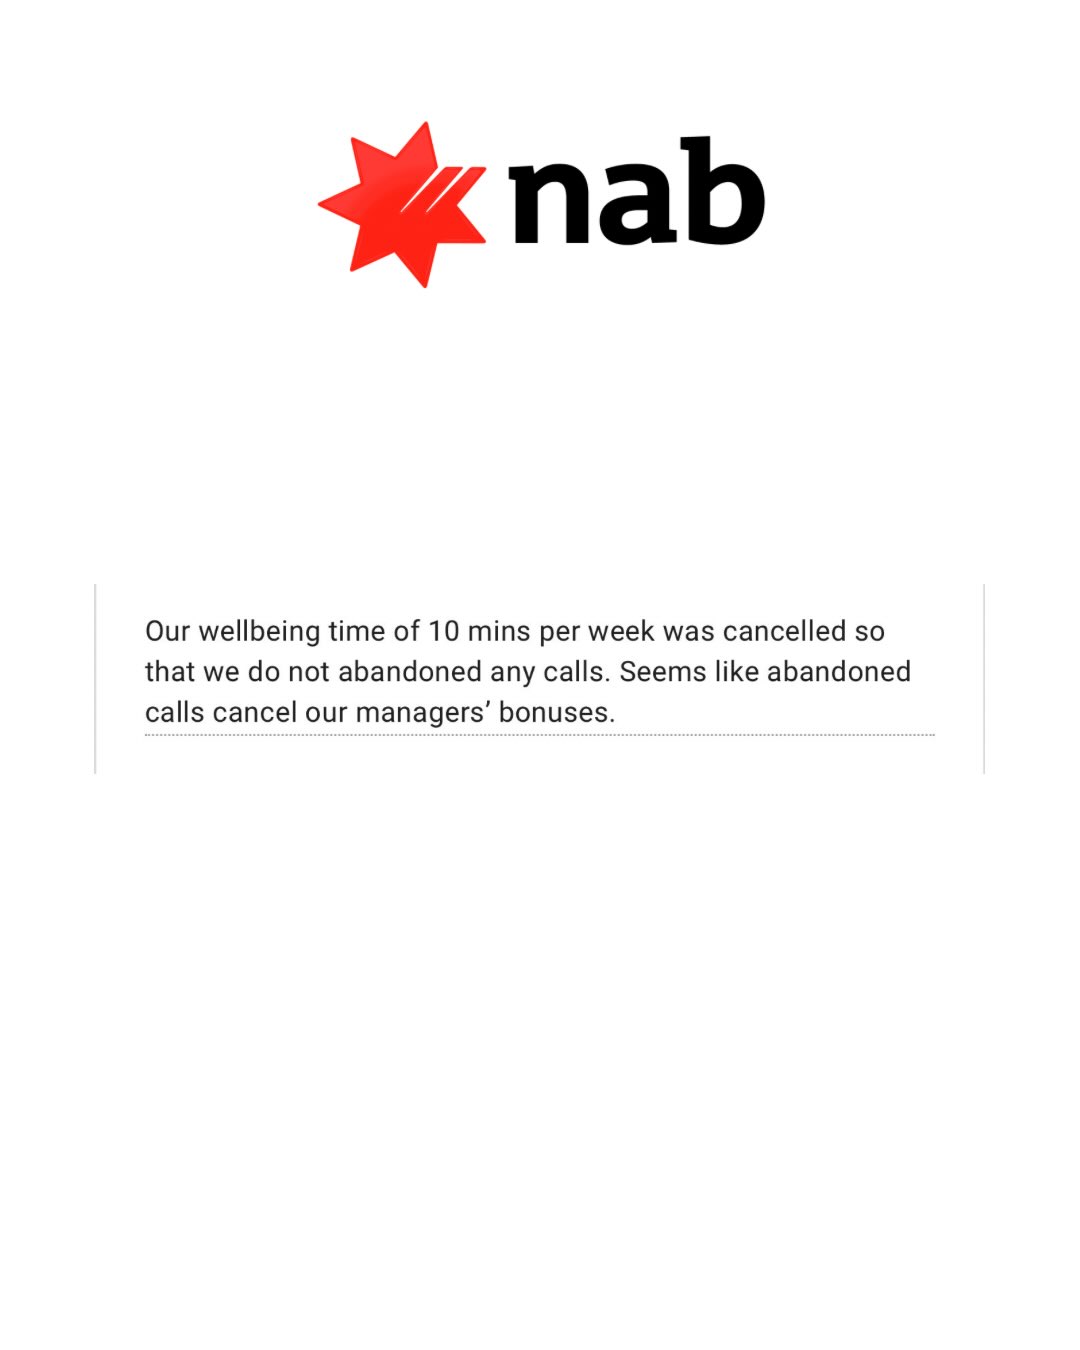 nab
Our wellbeing time of 10 mins per week was cancelled so
that we do not abandoned any calls. Seems like abandoned
calls cancel our managers’ bonuses.